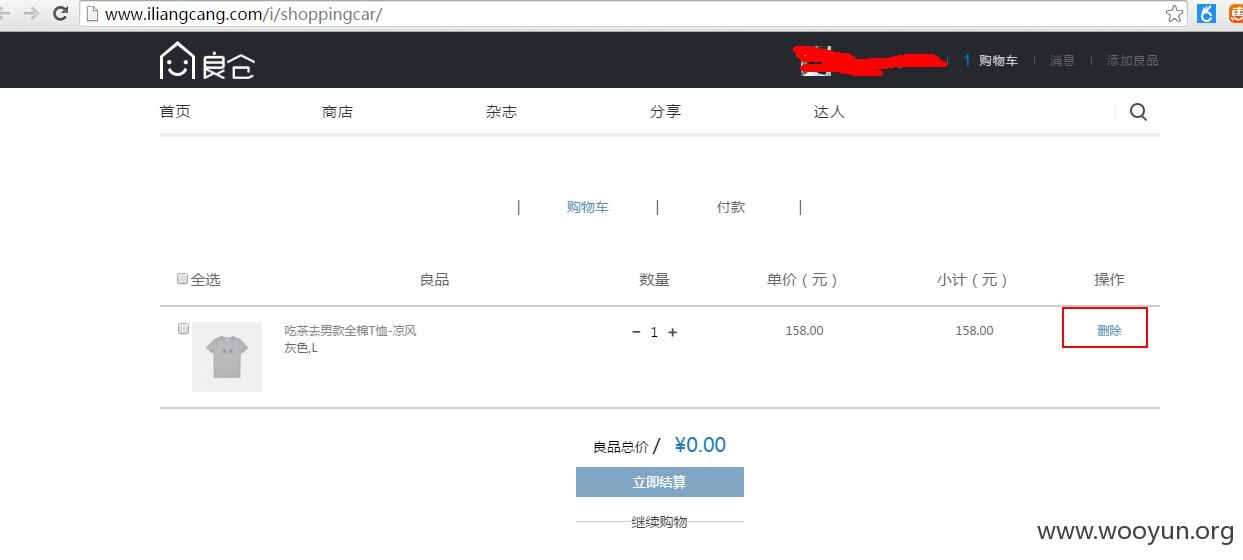 www.iliangcang.com/i/shoppingcar/
良仓
1 购物车 消息 添加良品
首页 商店 杂志 分享 达人
购物车 付款
全选 良品 数量 单价（元） 小计（元） 操作
吃茶去男款全棉T恤-凉风 - 1 + 158.00 158.00 删除
灰色,L
良品总价 / ¥0.00
立即结算
继续购物
www.wooyun.org